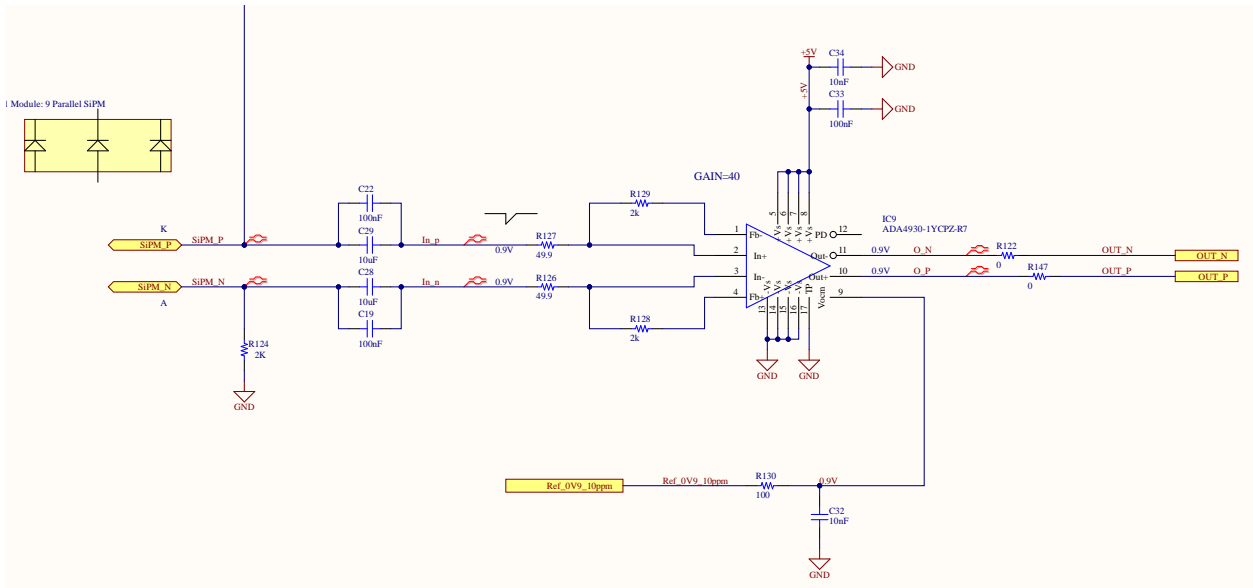 +5V
C34
10nF
GND
+5V
C33
100nF
GND
Module: 9 Parallel SiPM
GAIN=40
C22
100nF
R129
2k
K
SiPM_P
SiPM_P
C29
10uF
In_p
0.9V
R127
49.9
5
6
7
8
+Vs
+Vs
+Vs
+Vs
1
Fb-
PD
12
IC9
ADA4930-1YCPZ-R7
2
In+
Out-
11
0.9V
O_N
R122
0
OUT_N
OUT_N
SiPM_N
SiPM_N
C28
10uF
In_n
0.9V
R126
49.9
3
In-
Out+
10
0.9V
O_P
R147
0
OUT_P
OUT_P
A
C19
100nF
R128
2k
4
Fb+
-Vs
-Vs
-Vs
-Vs
TP
Vocm
9
13
14
15
16
17
R124
2K
GND
GND
GND
Ref_0V9_10ppm
Ref_0V9_10ppm
R130
100
0.9V
C32
10nF
GND